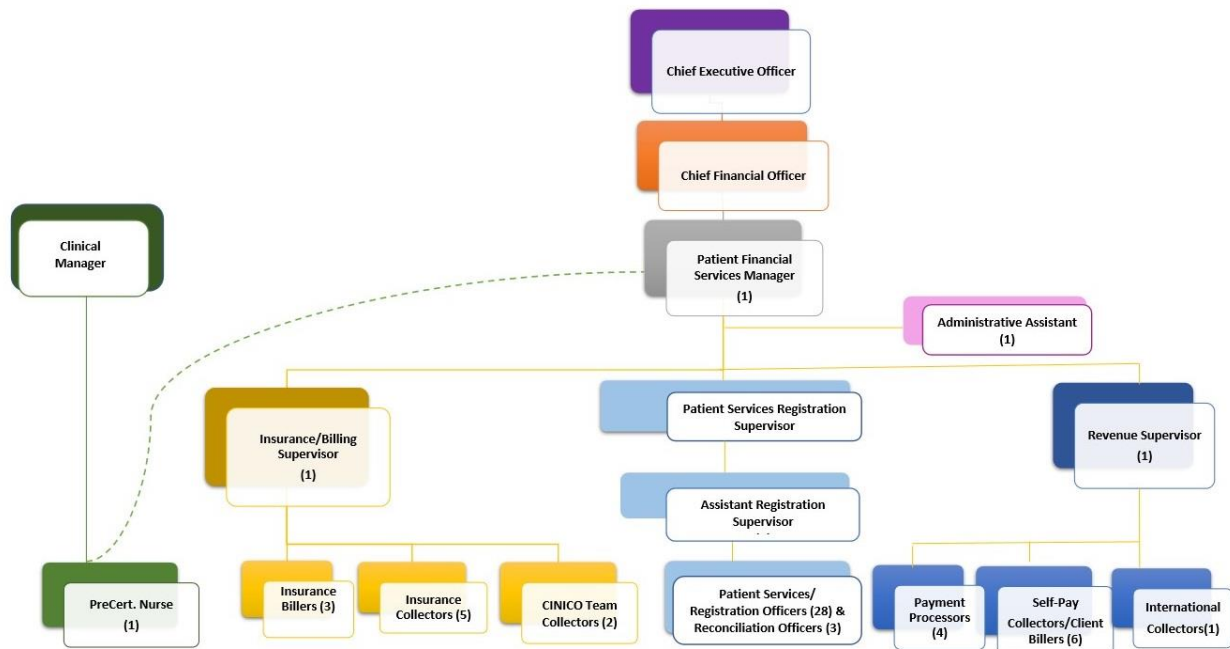 Chief Executive Officer
Chief Financial Officer
Clinical
Manager
Patient Financial
Services Manager
(1)
Administrative Assistant
(1)
Insurance/Billing
Supervisor
(1)
Patient Services Registration
Supervisor
Revenue Supervisor
(1)
Assistant Registration
Supervisor
PreCert. Nurse
(1)
Insurance
Billers (3)
Insurance
Collectors (5)
CINICO Team
Collectors (2)
Patient Services/
Registration Officers (28) &
Reconciliation Officers (3)
Payment
Processors
(4)
Self-Pay
Collectors/Client
Billers (6)
International
Collectors(1)